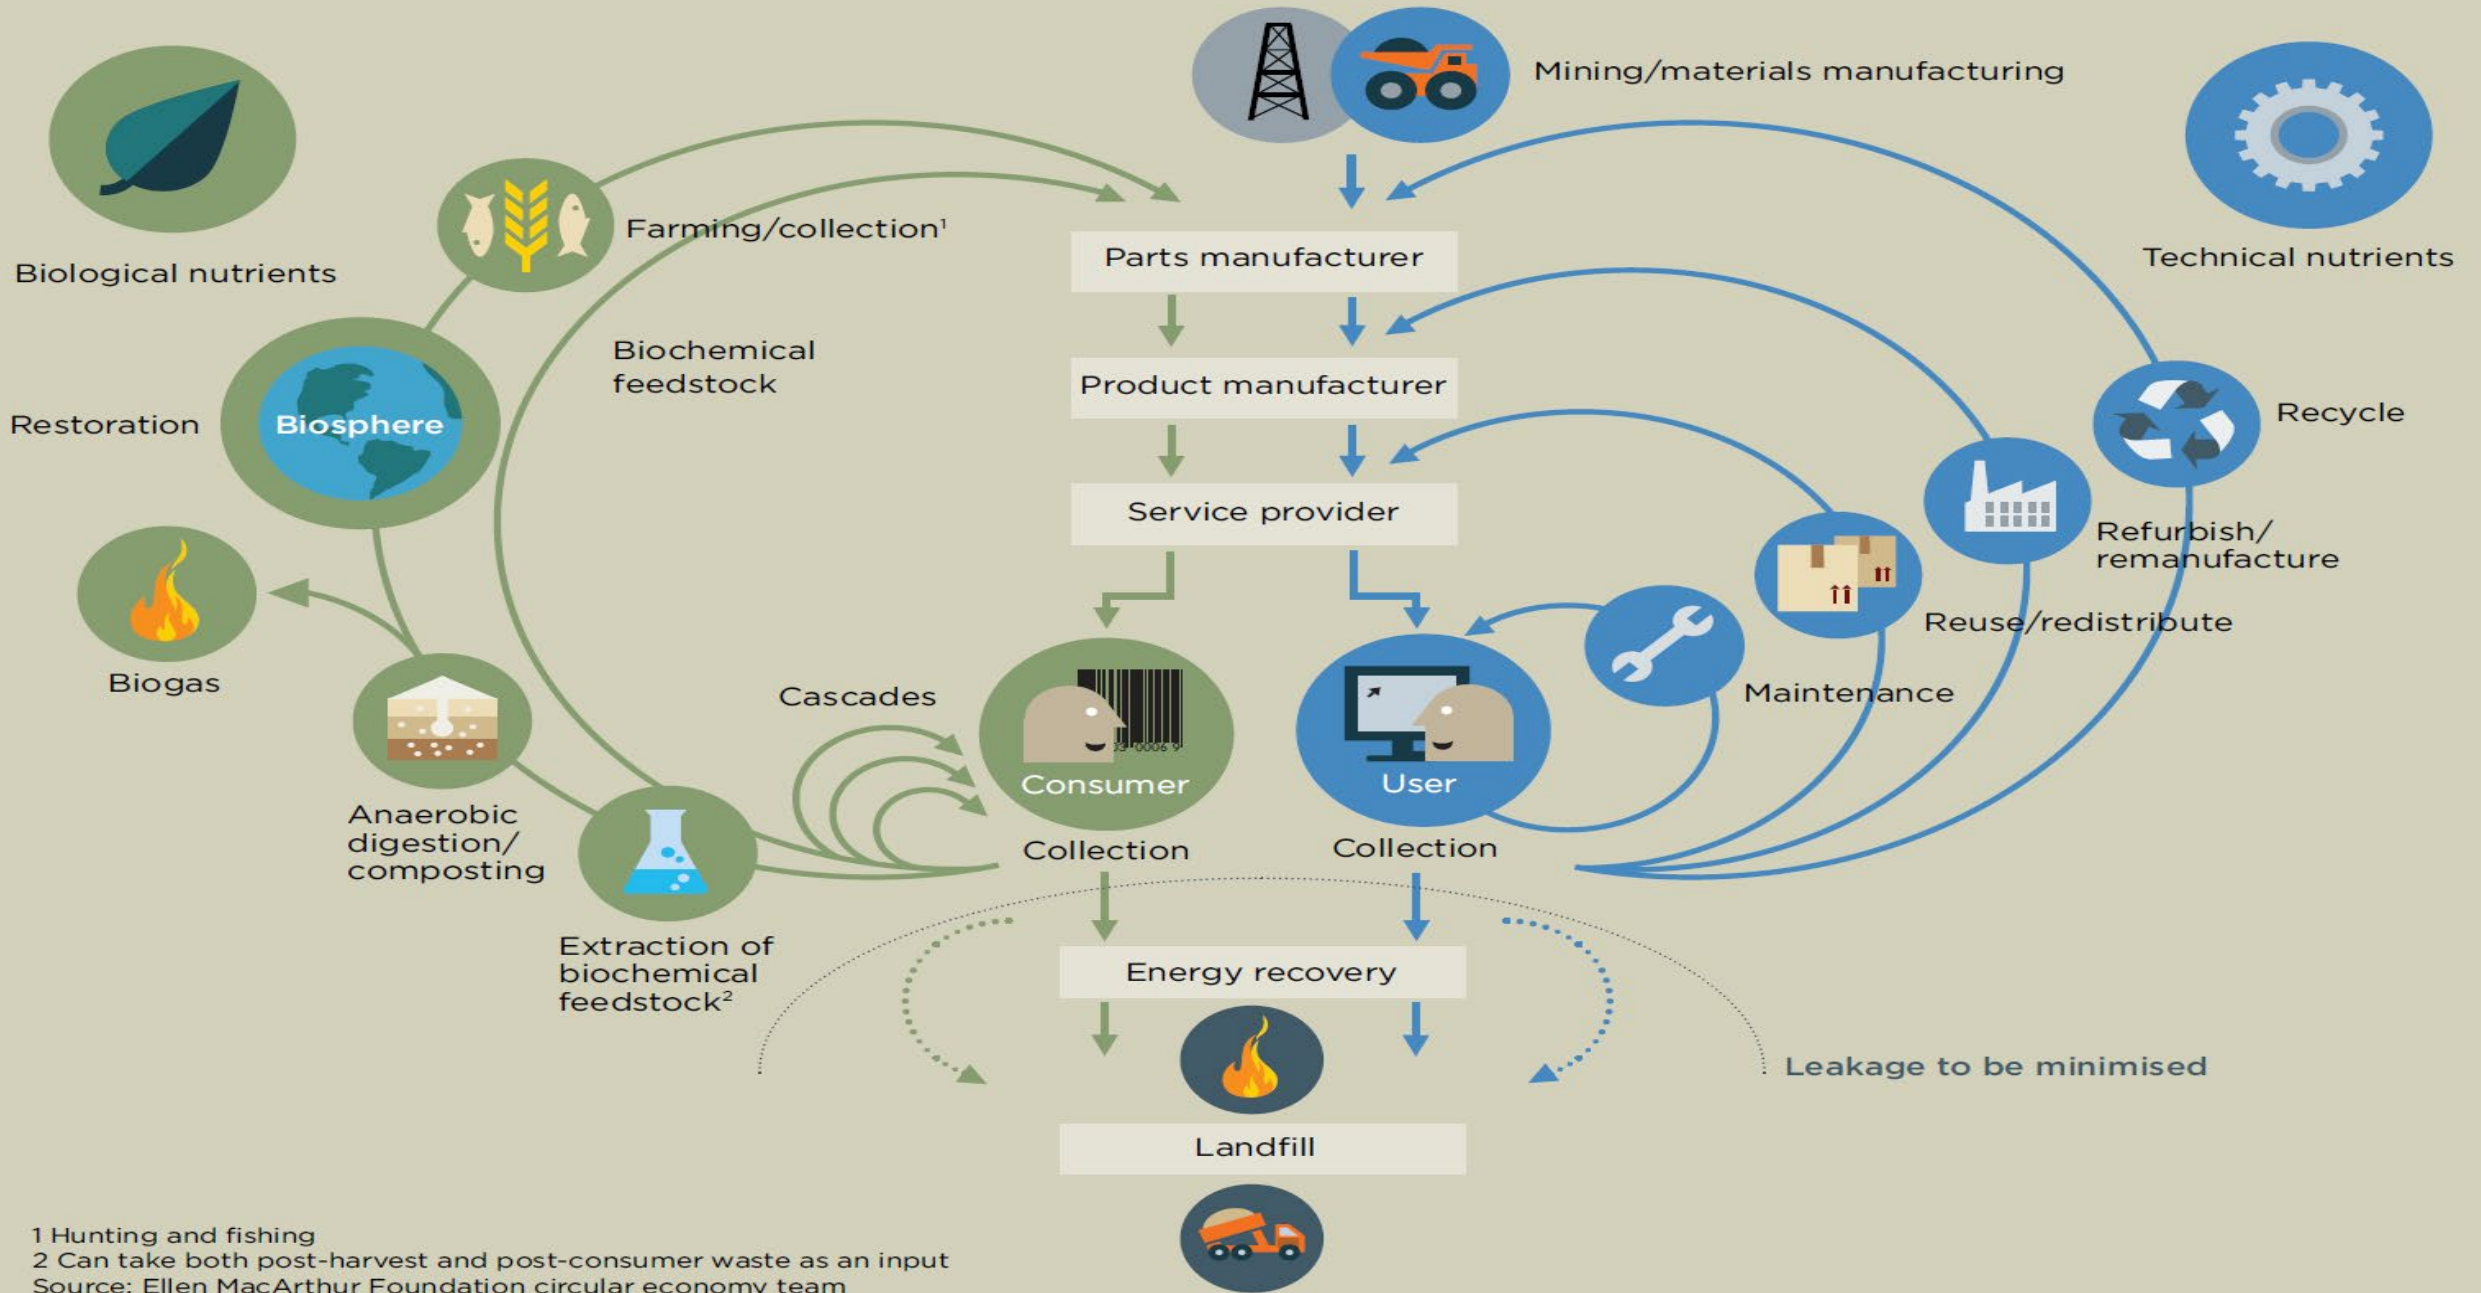 Mining/materials manufacturing
Farming/collection¹
Biological nutrients
Technical nutrients
Parts manufacturer
Biochemical
feedstock
Product manufacturer
Restoration
Biosphere
Recycle
Service provider
Refurbish/
remanufacture
Reuse/redistribute
Biogas
Cascades
Maintenance
03 0006 9
Consumer
User
Anaerobic
digestion/
composting
Collection
Collection
Extraction of
biochemical
feedstock²
Energy recovery
Leakage to be minimised
Landfill
1 Hunting and fishing
2 Can take both post-harvest and post-consumer waste as an input
Source: Ellen MacArthur Foundation circular economy team